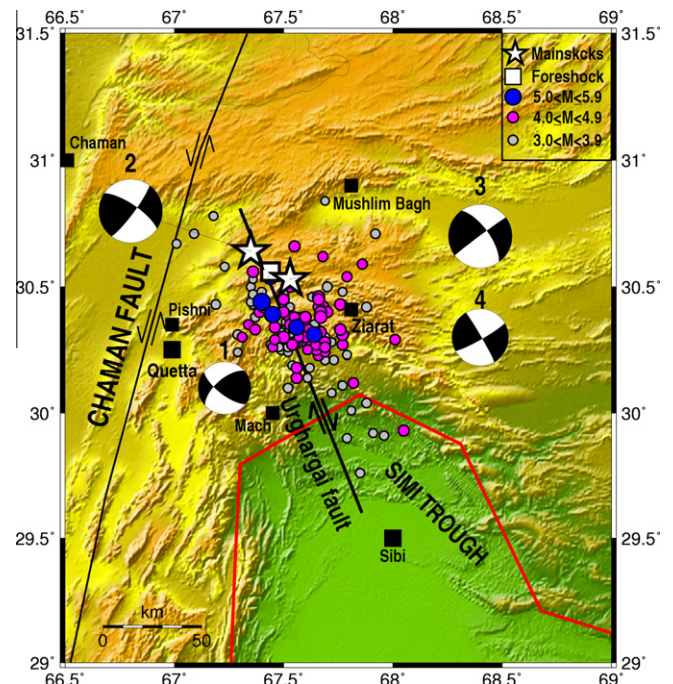 66.5° 67° 67.5° 68° 68.5° 69°
31.5° 31.5°
Mainskcks
Foreshock
5.0≤M≤5.9
4.0≤M≤4.9
3.0≤M≤3.9
31° 31°
Chaman
2
3
Mushlim Bagh
CHAMAN FAULT
30.5° 30.5°
Pishni
Ziarat
4
Quetta
1
30° 30°
Mach
Urghargai fault
SIMI TROUGH
29.5° 29.5°
Sibi
km
0 50
29° 29°
66.5° 67° 67.5° 68° 68.5° 69°